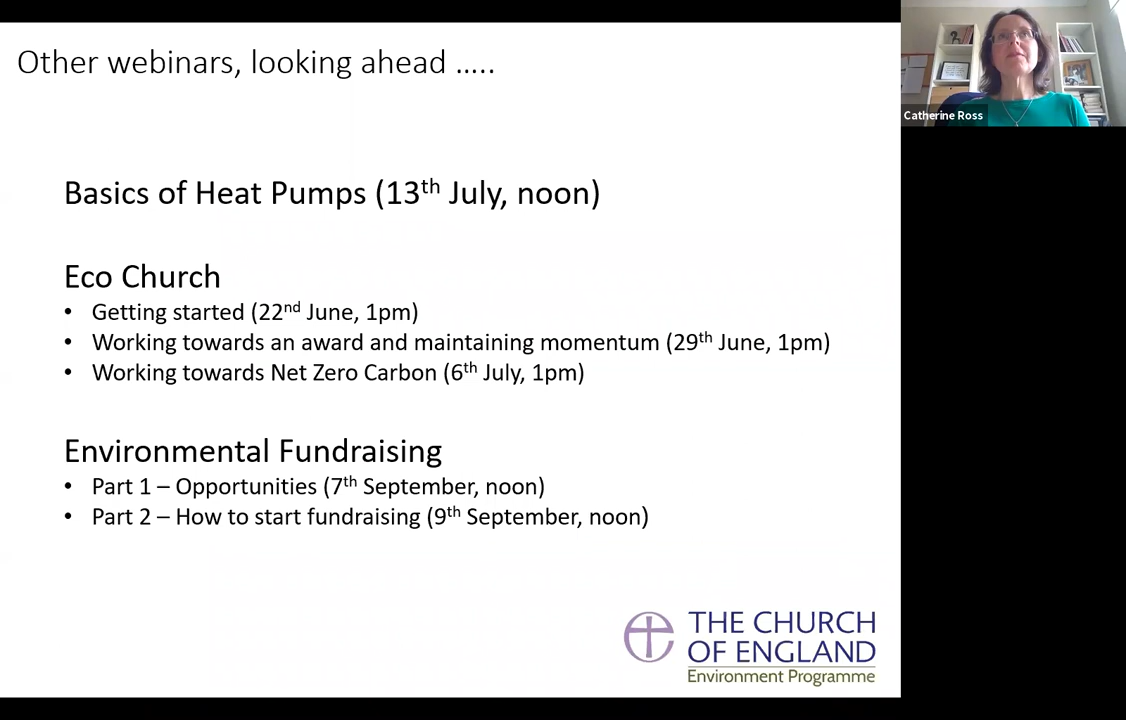 Other webinars, looking ahead .....
Catherine Ross
Basics of Heat Pumps (13th July, noon)
Eco Church
• Getting started (22nd June, 1pm)
• Working towards an award and maintaining momentum (29th June, 1pm)
• Working towards Net Zero Carbon (6th July, 1pm)
Environmental Fundraising
• Part 1 – Opportunities (7th September, noon)
• Part 2 – How to start fundraising (9th September, noon)
THE CHURCH
OF ENGLAND
Environment Programme